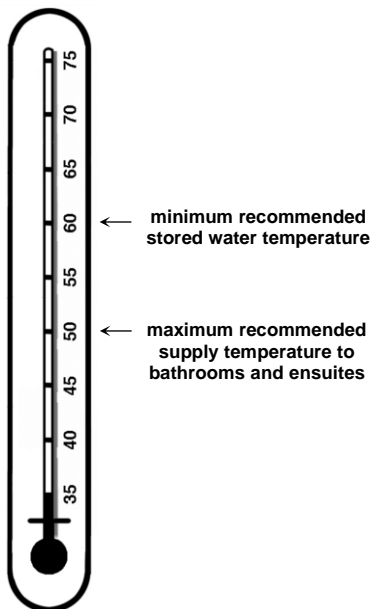 75
70
65
60
← minimum recommended
stored water temperature
55
50
← maximum recommended
supply temperature to
bathrooms and ensuites
45
40
35